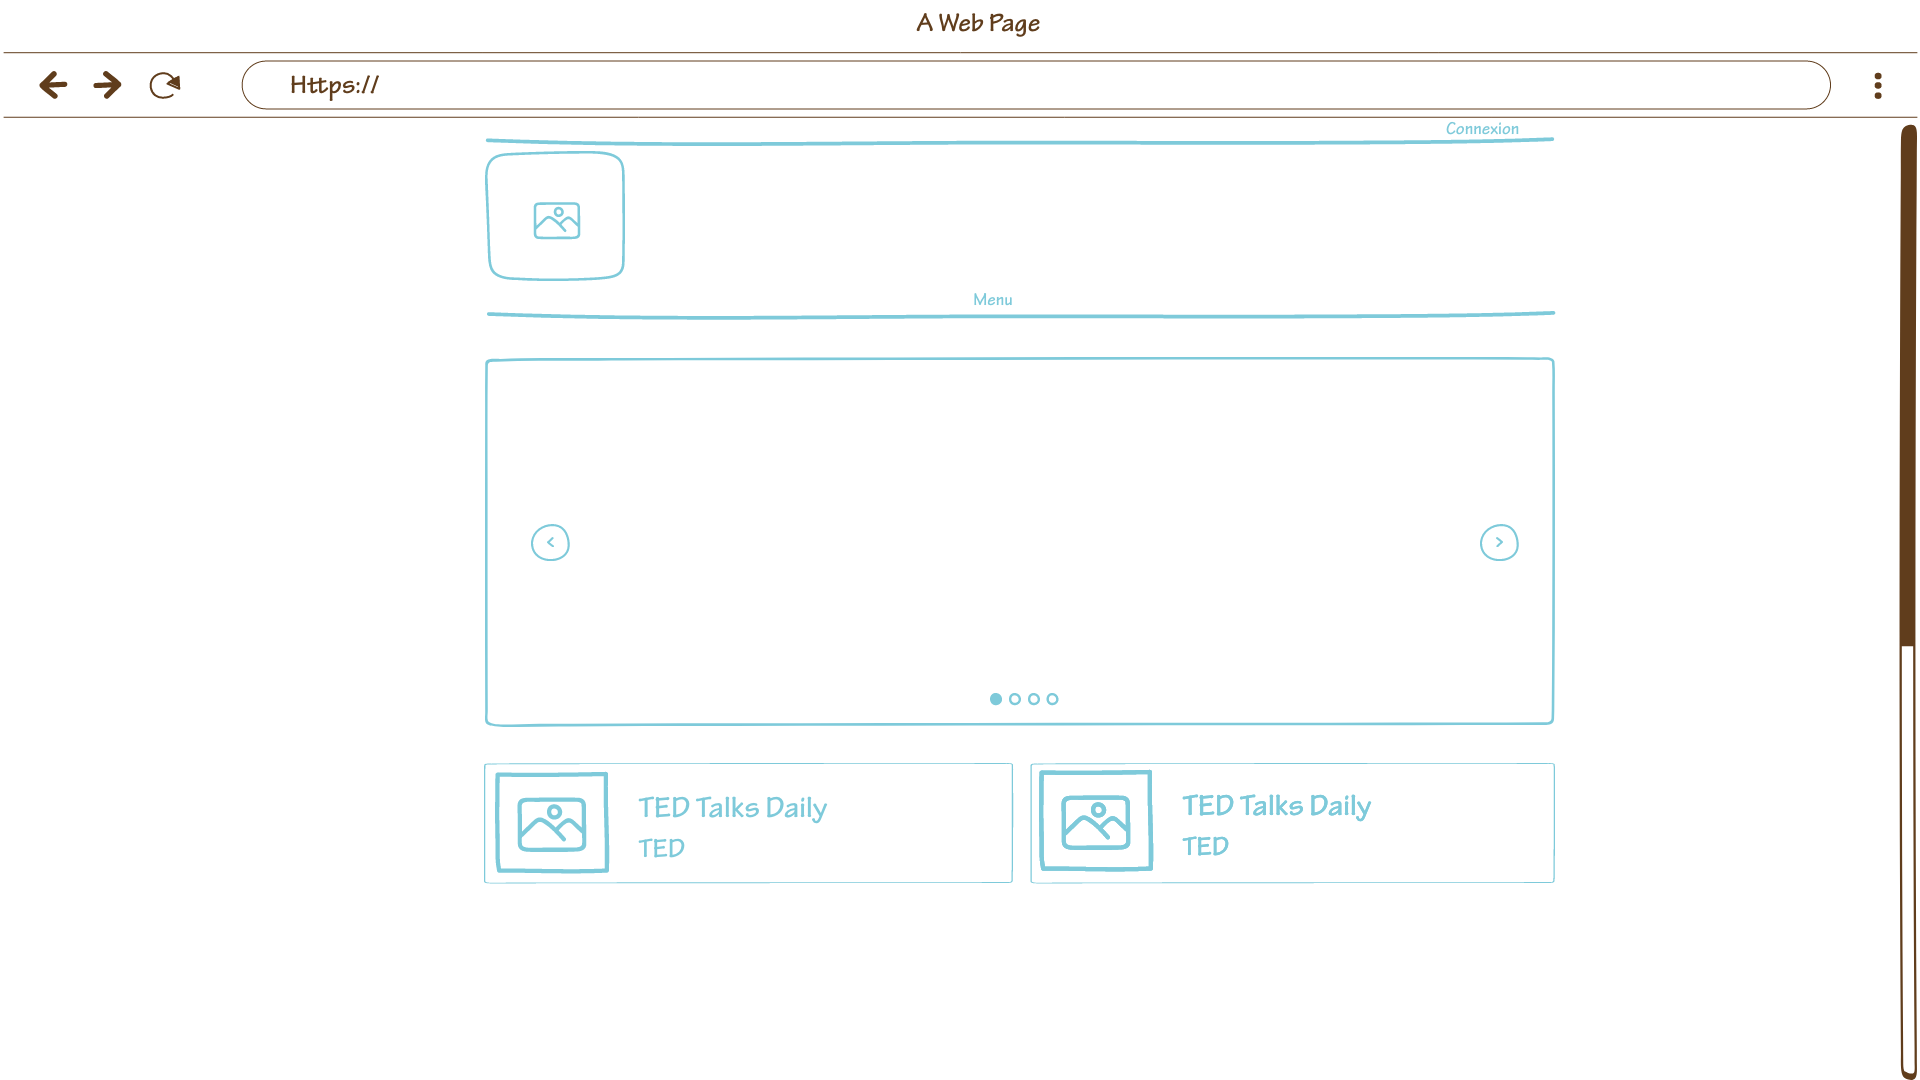 A Web Page
Https://
Connexion
Menu
TED Talks Daily
TED
TED Talks Daily
TED